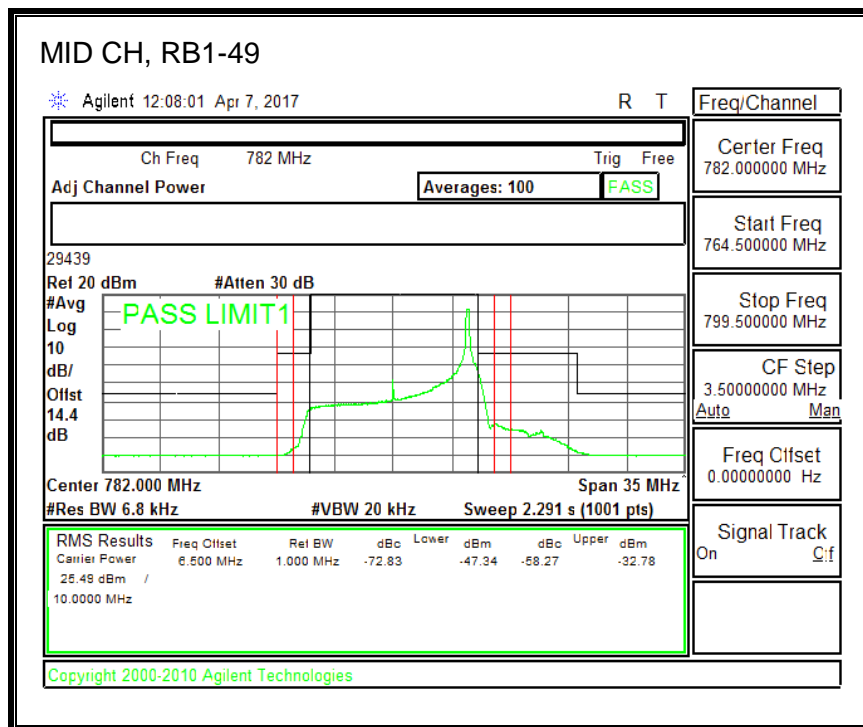 MID CH, RB1-49
Agilent 12:08:01 Apr 7, 2017 R T
Freq/Channel
Ch Freq 782 MHz Trig Free
Adj Channel Power Averages: 100 PASS
Center Freq
782.000000 MHz
Start Freq
764.500000 MHz
Stop Freq
799.500000 MHz
CF Step
3.50000000 MHz
Auto Man
Freq Offset
0.00000000 Hz
Signal Track
On Off
29439
Ref 20 dBm #Atten 30 dB
#Avg
Log
10
dB/
Offst
14.4
dB
PASS LIMIT1
Center 782.000 MHz Span 35 MHz
#Res BW 6.8 kHz #VBW 20 kHz Sweep 2.291 s (1001 pts)
RMS Results Freq Offset Ref BW dBc Lower dBm dBc Upper dBm
Carrier Power 6.500 MHz 1.000 MHz -72.83 -47.34 -58.27 -32.78
25.49 dBm /
10.0000 MHz
Copyright 2000-2010 Agilent Technologies